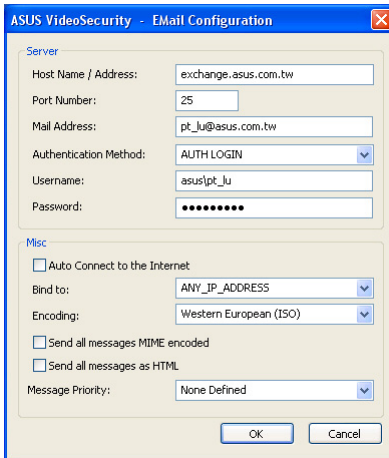 ASUS VideoSecurity - EMail Configuration
Server
Host Name / Address: exchange.asus.com.tw
Port Number: 25
Mail Address: pt_lu@asus.com.tw
Authentication Method: AUTH LOGIN
Username: asus\pt_lu
Password: •••••••••
Misc
Auto Connect to the Internet
Bind to: ANY_IP_ADDRESS
Encoding: Western European (ISO)
Send all messages MIME encoded
Send all messages as HTML
Message Priority: None Defined
OK Cancel